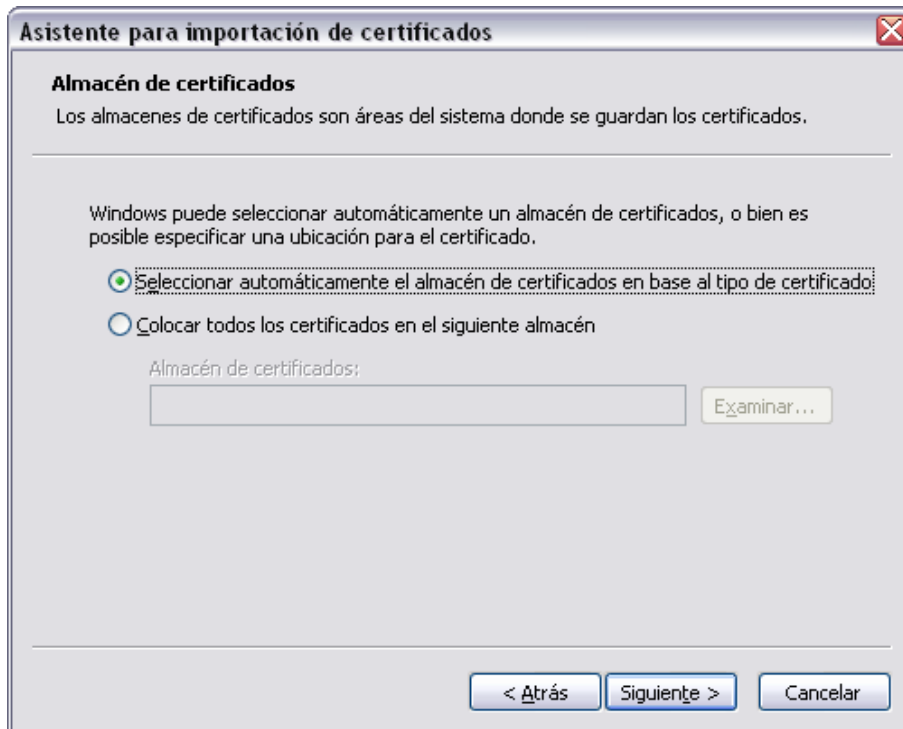 Asistente para importación de certificados
Almacén de certificados
Los almacenes de certificados son áreas del sistema donde se guardan los certificados.
Windows puede seleccionar automáticamente un almacén de certificados, o bien es
posible especificar una ubicación para el certificado.
Seleccionar automáticamente el almacén de certificados en base al tipo de certificado
Colocar todos los certificados en el siguiente almacén
Almacén de certificados:
Examinar...
< Atrás Siguiente > Cancelar